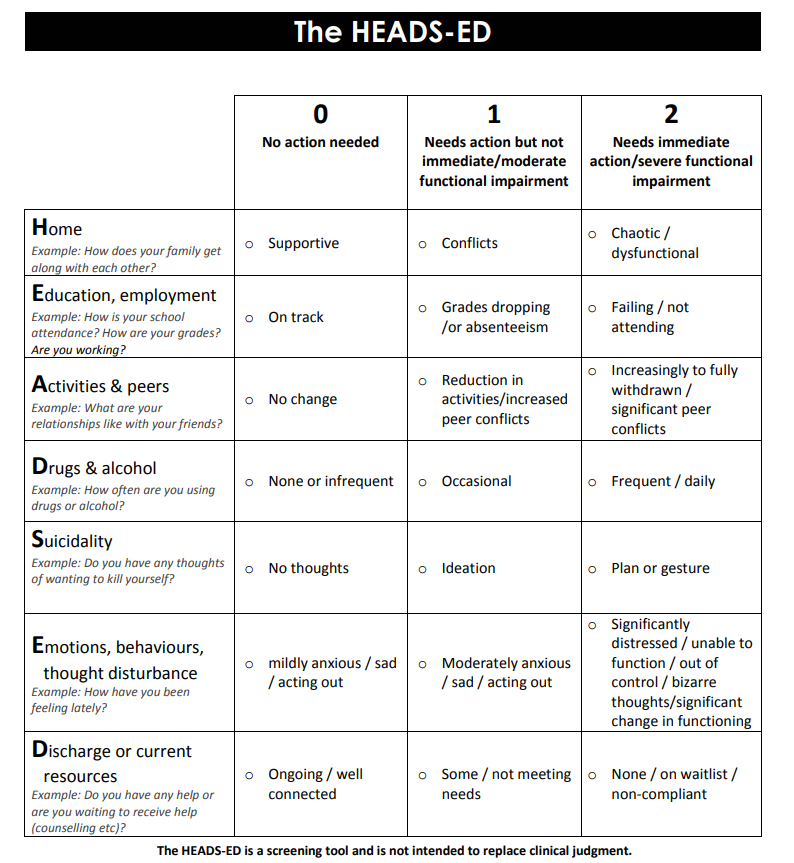 The HEADS-ED
0
No action needed
1
Needs action but not
immediate/moderate
functional impairment
2
Needs immediate
action/severe functional
impairment
Home
Example: How does your family get
along with each other?
o Supportive
o Conflicts
o Chaotic /
dysfunctional
Education, employment
Example: How is your school
attendance? How are your grades?
Are you working?
o On track
o Grades dropping
/or absenteeism
o Failing / not
attending
Activities & peers
Example: What are your
relationships like with your friends?
o No change
o Reduction in
activities/increased
peer conflicts
o Increasingly to fully
withdrawn /
significant peer
conflicts
Drugs & alcohol
Example: How often are you using
drugs or alcohol?
o None or infrequent
o Occasional
o Frequent / daily
Suicidality
Example: Do you have any thoughts
of wanting to kill yourself?
o No thoughts
o Ideation
o Plan or gesture
Emotions, behaviours,
thought disturbance
Example: How have you been
feeling lately?
o mildly anxious / sad
/ acting out
o Moderately anxious
/ sad / acting out
o Significantly
distressed / unable to
function / out of
control / bizarre
thoughts/significant
change in functioning
Discharge or current
resources
Example: Do you have any help or
are you waiting to receive help
(counselling etc)?
o Ongoing / well
connected
o Some / not meeting
needs
o None / on waitlist /
non-compliant
The HEADS-ED is a screening tool and is not intended to replace clinical judgment.